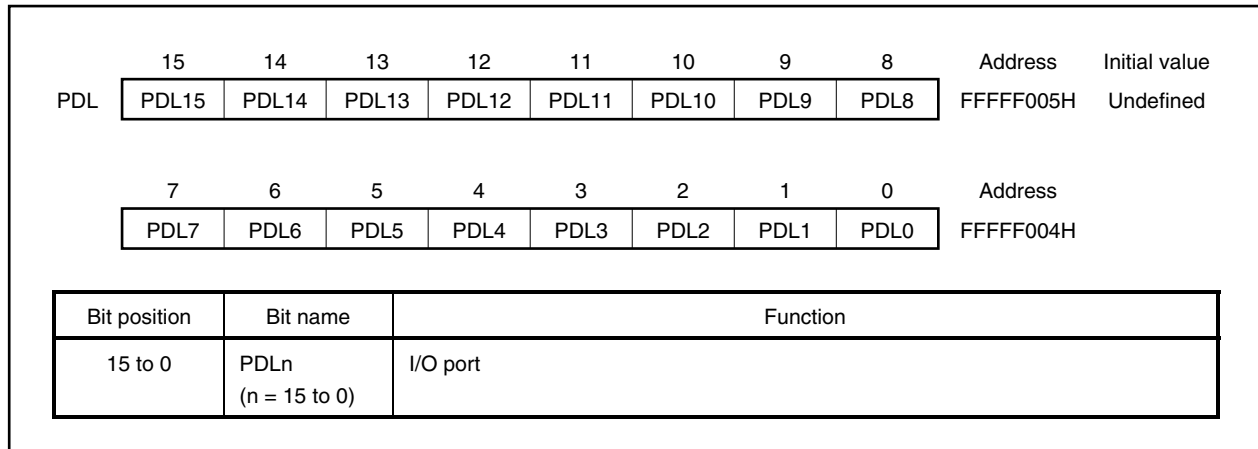 15 14 13 12 11 10 9 8 Address Initial value
PDL PDL15 PDL14 PDL13 PDL12 PDL11 PDL10 PDL9 PDL8 FFFFF005H Undefined
7 6 5 4 3 2 1 0 Address
PDL7 PDL6 PDL5 PDL4 PDL3 PDL2 PDL1 PDL0 FFFFF004H
Bit position Bit name Function
15 to 0 PDLn I/O port
(n = 15 to 0)